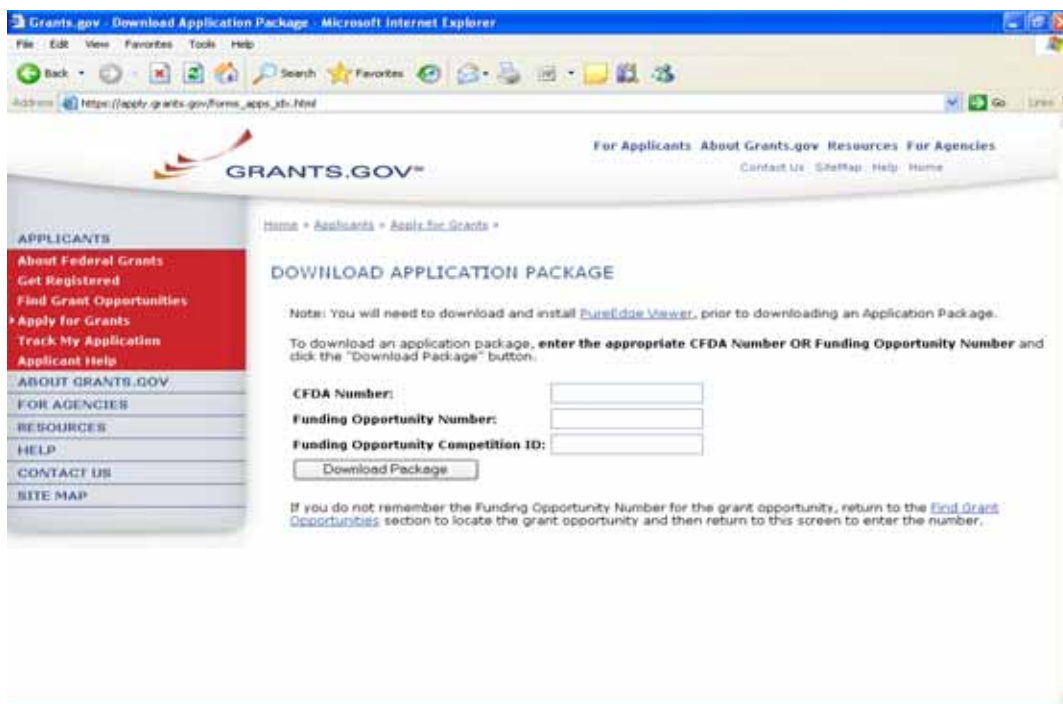 Grants.gov - Download Application Package - Microsoft Internet Explorer
File Edit View Favorites Tools Help
Back Search Favorites
Address https://apply.grants.gov/forms_apps_idx.html Go Links
GRANTS.GOV℠
For Applicants About Grants.gov Resources For Agencies
Contact Us SiteMap Help Home
Home > Applicants > Apply for Grants >
APPLICANTS
About Federal Grants
Get Registered
Find Grant Opportunities
Apply for Grants
Track My Application
Applicant Help
ABOUT GRANTS.GOV
FOR AGENCIES
RESOURCES
HELP
CONTACT US
SITE MAP
DOWNLOAD APPLICATION PACKAGE
Note: You will need to download and install PureEdge Viewer, prior to downloading an Application Package.
To download an application package, enter the appropriate CFDA Number OR Funding Opportunity Number and
click the "Download Package" button.
CFDA Number:
Funding Opportunity Number:
Funding Opportunity Competition ID:
Download Package
If you do not remember the Funding Opportunity Number for the grant opportunity, return to the Find Grant
Opportunities section to locate the grant opportunity and then return to this screen to enter the number.